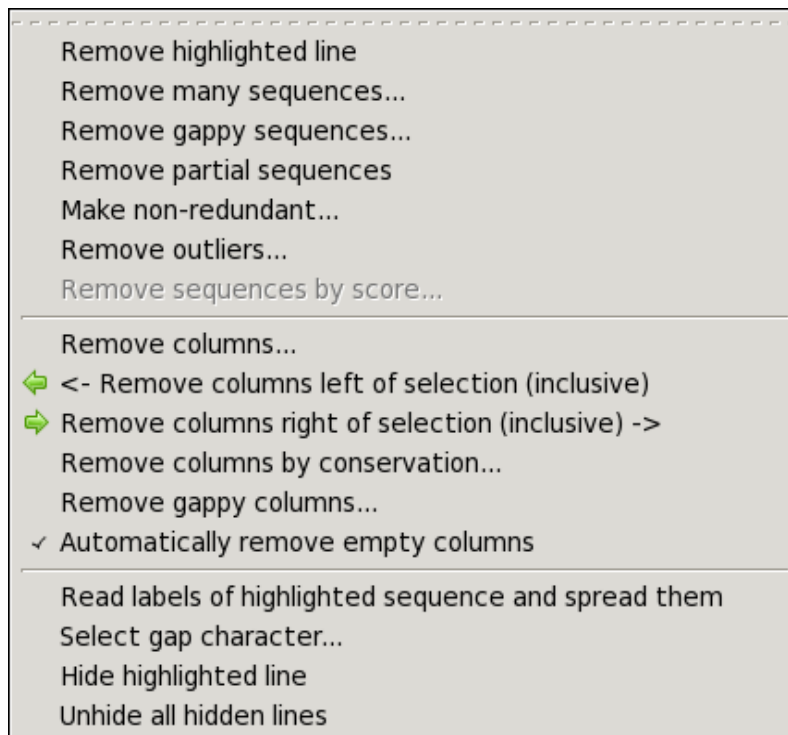 Remove highlighted line
Remove many sequences...
Remove gappy sequences...
Remove partial sequences
Make non-redundant...
Remove outliers...
Remove sequences by score...
Remove columns...
<- Remove columns left of selection (inclusive)
Remove columns right of selection (inclusive) ->
Remove columns by conservation...
Remove gappy columns...
Automatically remove empty columns
Read labels of highlighted sequence and spread them
Select gap character...
Hide highlighted line
Unhide all hidden lines